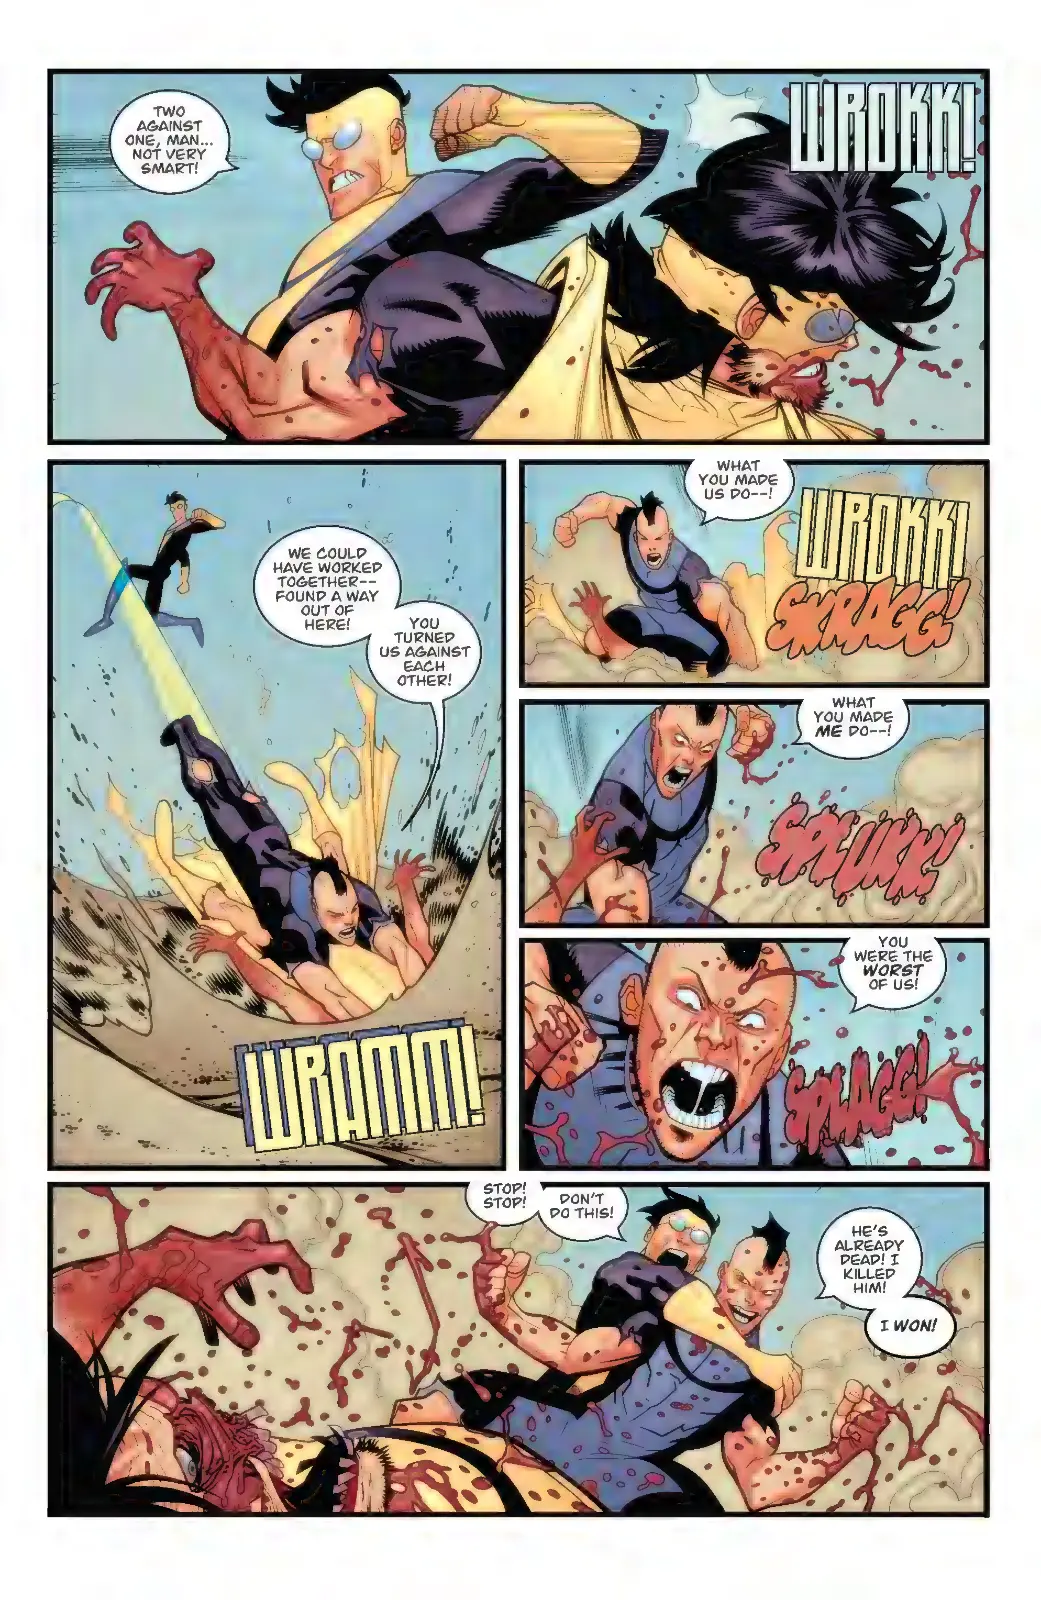 TWO
AGAINST
ONE, MAN...
NOT VERY
SMART!
WROKK!
WE COULD
HAVE WORKED
TOGETHER--
FOUND A WAY
OUT OF
HERE!
YOU
TURNED
US AGAINST
EACH
OTHER!
WRAMM!
WHAT
YOU MADE
US DO--!
WROKK!
SKRAGG!
WHAT
YOU MADE
ME DO--!
SPLUKK!
YOU
WERE THE
WORST
OF US!
SPLAGG!
STOP!
STOP!
DON'T
DO THIS!
HE'S
ALREADY
DEAD! I
KILLED
HIM!
I WON!